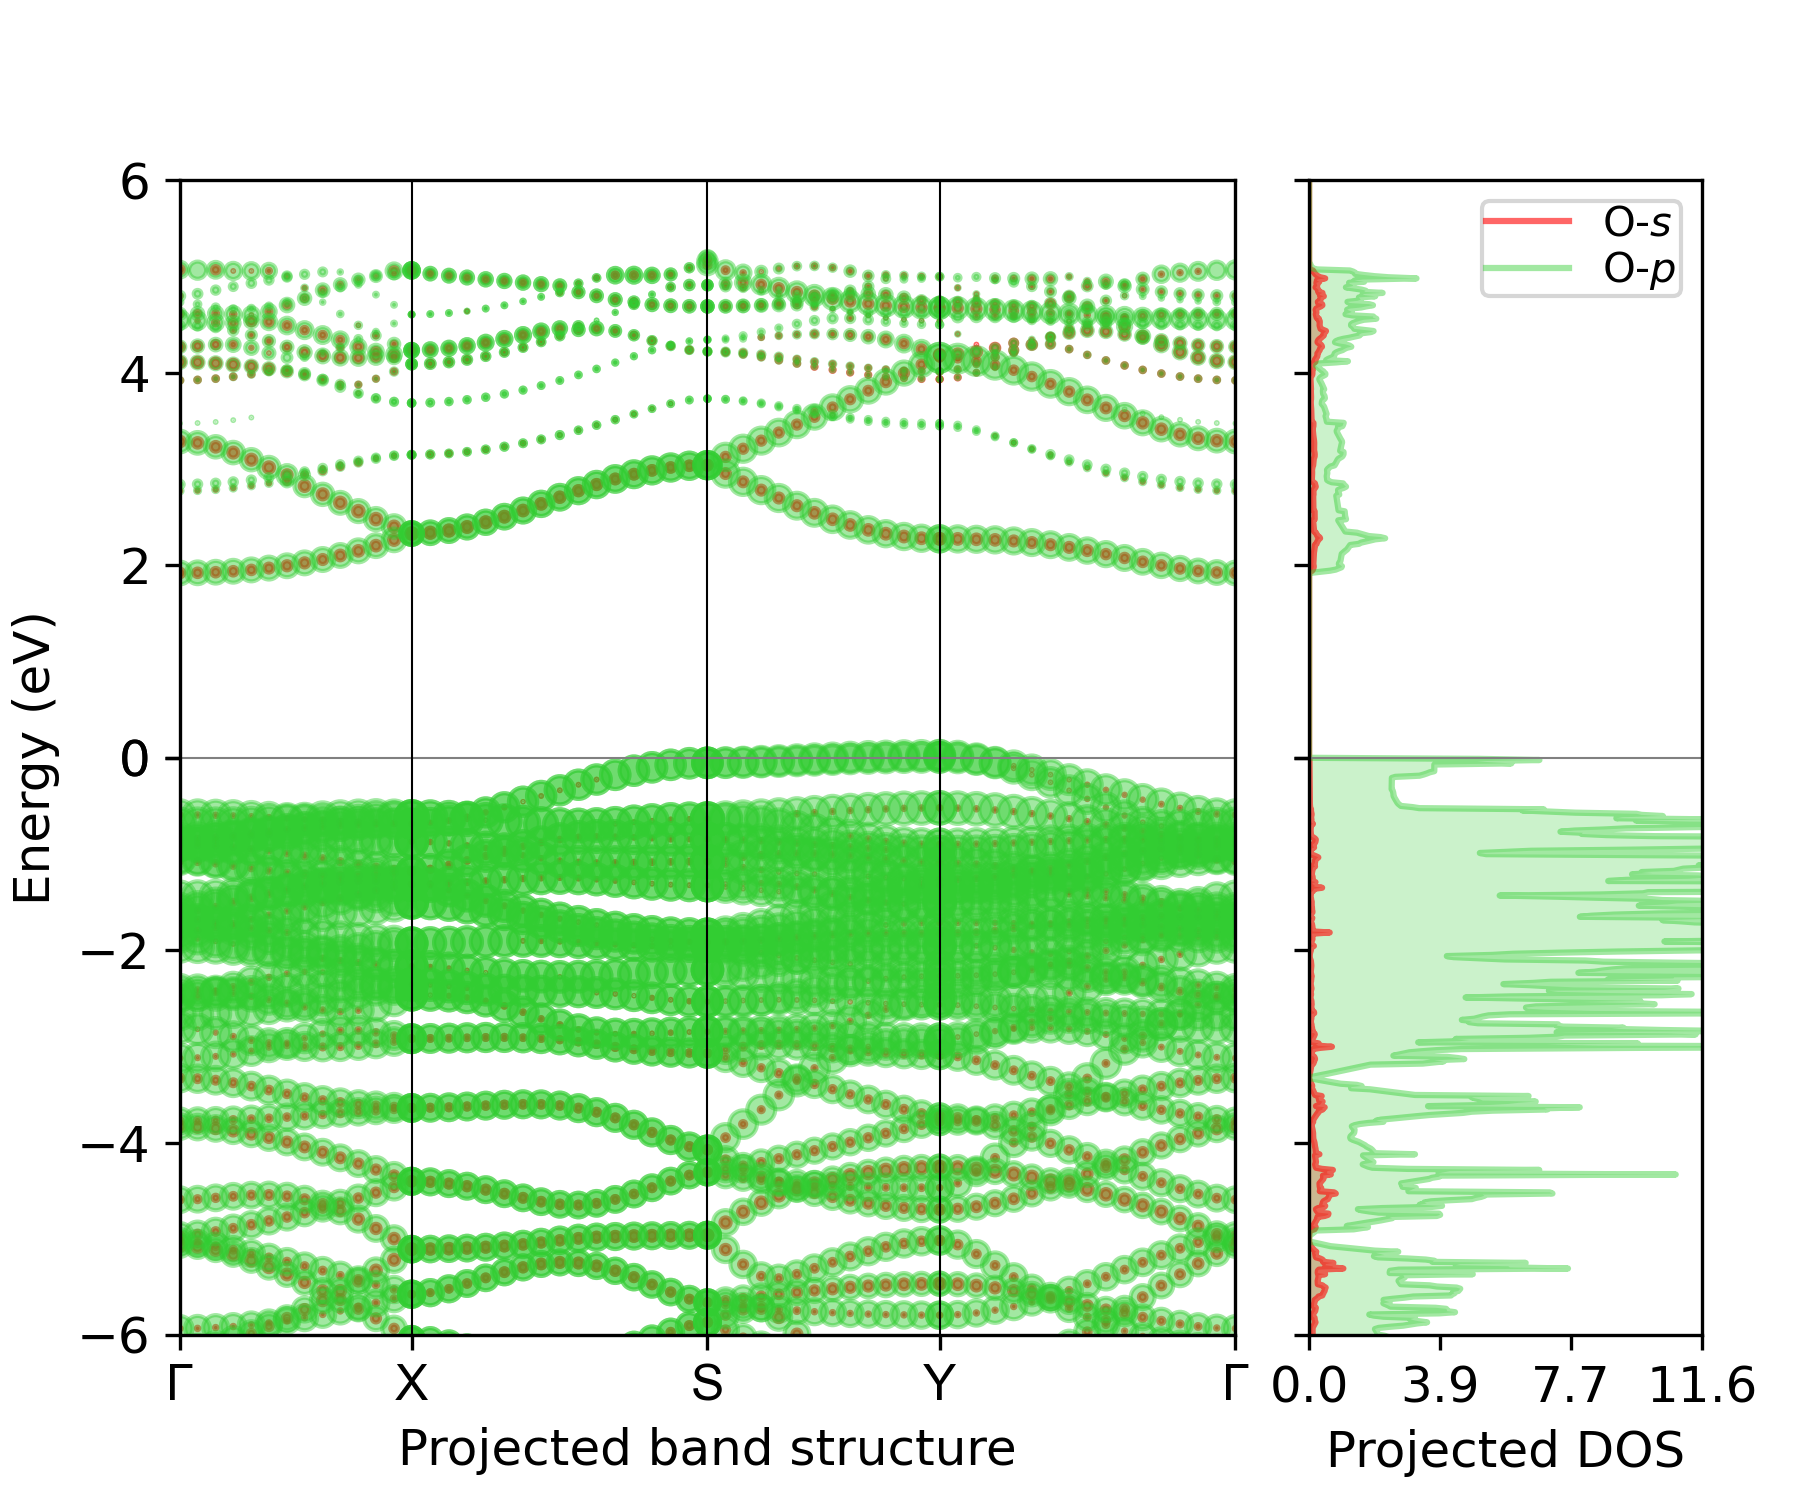 6
4
2
0
−2
−4
−6
Energy (eV)
Γ X S Y Γ
Projected band structure
O-s
O-p
0.0 3.9 7.7 11.6
Projected DOS